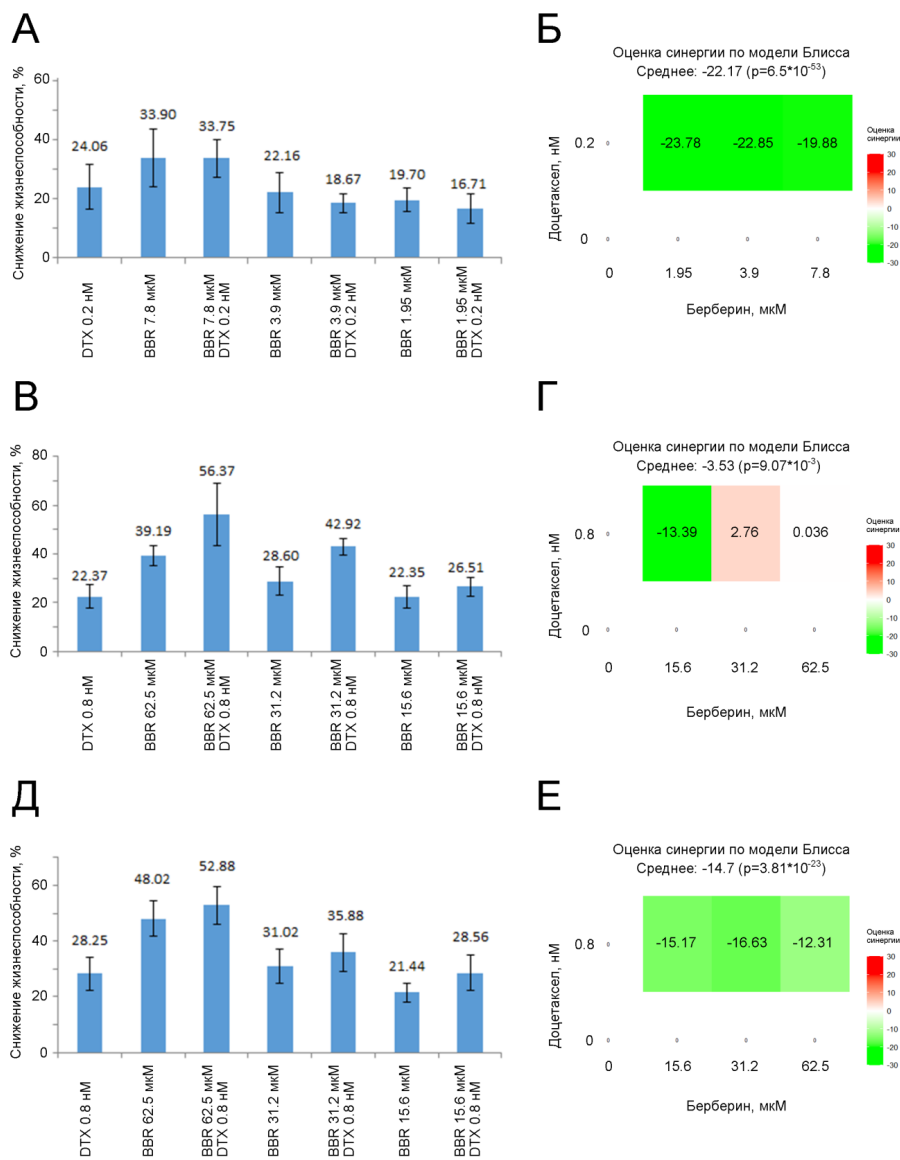 А
Снижение жизнеспособности, %
60
40
20
0
24.06
33.90
33.75
22.16
18.67
19.70
16.71
DTX 0.2 нМ
BBR 7.8 мкМ
BBR 7.8 мкМ
DTX 0.2 нМ
BBR 3.9 мкМ
BBR 3.9 мкМ
DTX 0.2 нМ
BBR 1.95 мкМ
BBR 1.95 мкМ
DTX 0.2 нМ
Б
Оценка синергии по модели Блисса
Среднее: -22.17 (p=6.5*10-53)
Доцетаксел, нМ
0.2 0 -23.78 -22.85 -19.88
0 0 0 0
0 1.95 3.9 7.8
Берберин, мкМ
Оценка
синергии
30
20
10
0
-10
-20
-30
В
Снижение жизнеспособности, %
80
60
40
20
0
22.37
39.19
56.37
28.60
42.92
22.35
26.51
DTX 0.8 нМ
BBR 62.5 мкМ
BBR 62.5 мкМ
DTX 0.8 нМ
BBR 31.2 мкМ
BBR 31.2 мкМ
DTX 0.8 нМ
BBR 15.6 мкМ
BBR 15.6 мкМ
DTX 0.8 нМ
Г
Оценка синергии по модели Блисса
Среднее: -3.53 (p=9.07*10-3)
Доцетаксел, нМ
0.8 0 -13.39 2.76 0.036
0 0 0 0
0 15.6 31.2 62.5
Берберин, мкМ
Оценка
синергии
30
20
10
0
-10
-20
-30
Д
Снижение жизнеспособности, %
60
40
20
0
28.25
48.02
52.88
31.02
35.88
21.44
28.56
DTX 0.8 нМ
BBR 62.5 мкМ
BBR 62.5 мкМ
DTX 0.8 нМ
BBR 31.2 мкМ
BBR 31.2 мкМ
DTX 0.8 нМ
BBR 15.6 мкМ
BBR 15.6 мкМ
DTX 0.8 нМ
Е
Оценка синергии по модели Блисса
Среднее: -14.7 (p=3.81*10-23)
Доцетаксел, нМ
0.8 0 -15.17 -16.63 -12.31
0 0 0 0
0 15.6 31.2 62.5
Берберин, мкМ
Оценка
синергии
30
20
10
0
-10
-20
-30